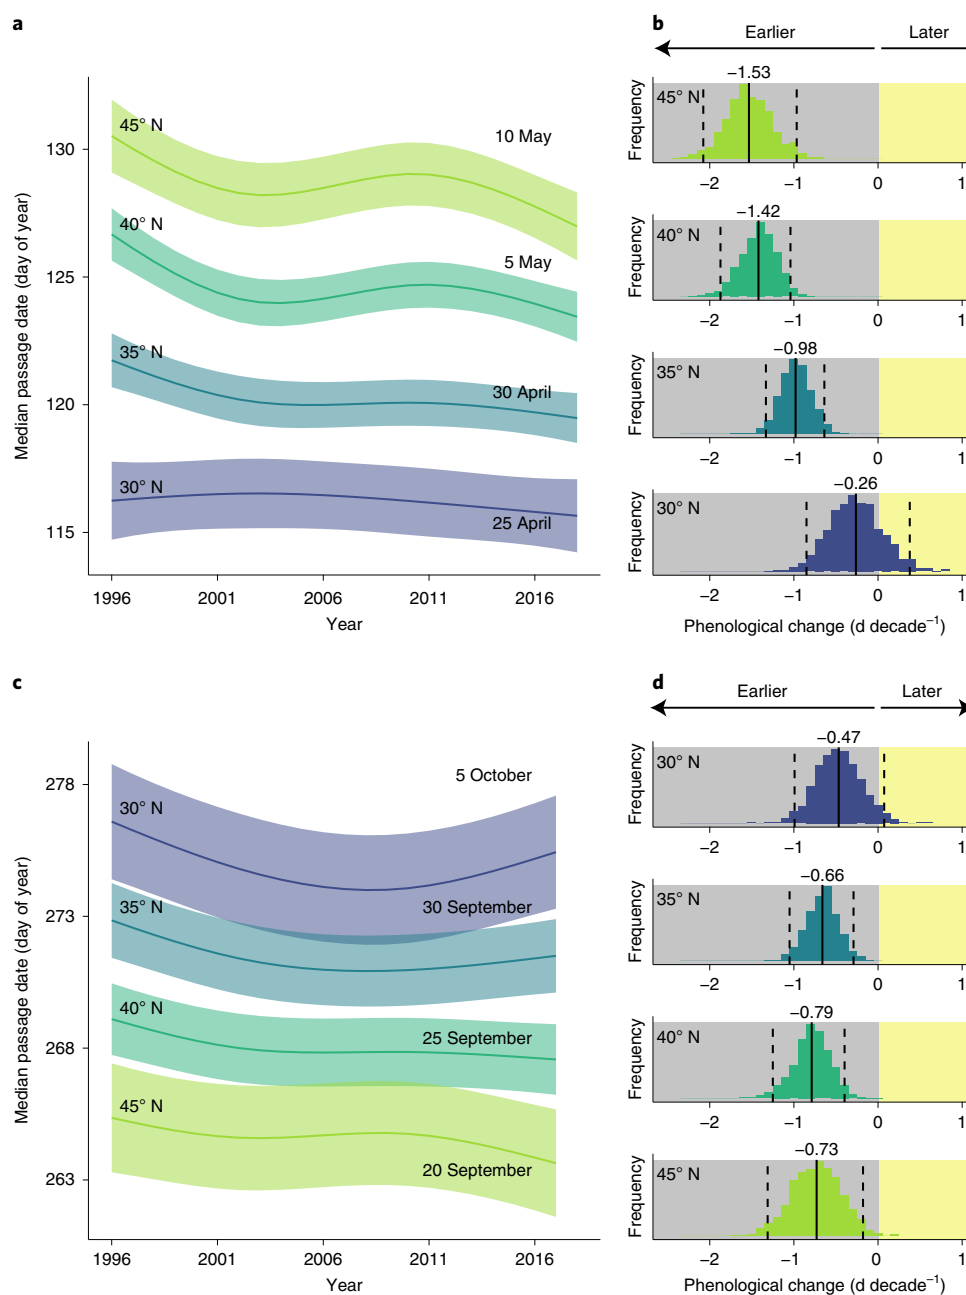 a
45° N
10 May
40° N
5 May
35° N
30 April
30° N
25 April
130
125
120
115
Median passage date (day of year)
1996
2001
2006
2011
2016
Year
b
Earlier
Later
−1.53
45° N
Frequency
−2
−1
0
1
−1.42
40° N
Frequency
−2
−1
0
1
−0.98
35° N
Frequency
−2
−1
0
1
−0.26
30° N
Frequency
−2
−1
0
1
Phenological change (d decade⁻¹)
c
5 October
30° N
30 September
35° N
25 September
40° N
20 September
45° N
278
273
268
263
Median passage date (day of year)
1996
2001
2006
2011
2016
Year
d
Earlier
Later
−0.47
30° N
Frequency
−2
−1
0
1
−0.66
35° N
Frequency
−2
−1
0
1
−0.79
40° N
Frequency
−2
−1
0
1
−0.73
45° N
Frequency
−2
−1
0
1
Phenological change (d decade⁻¹)